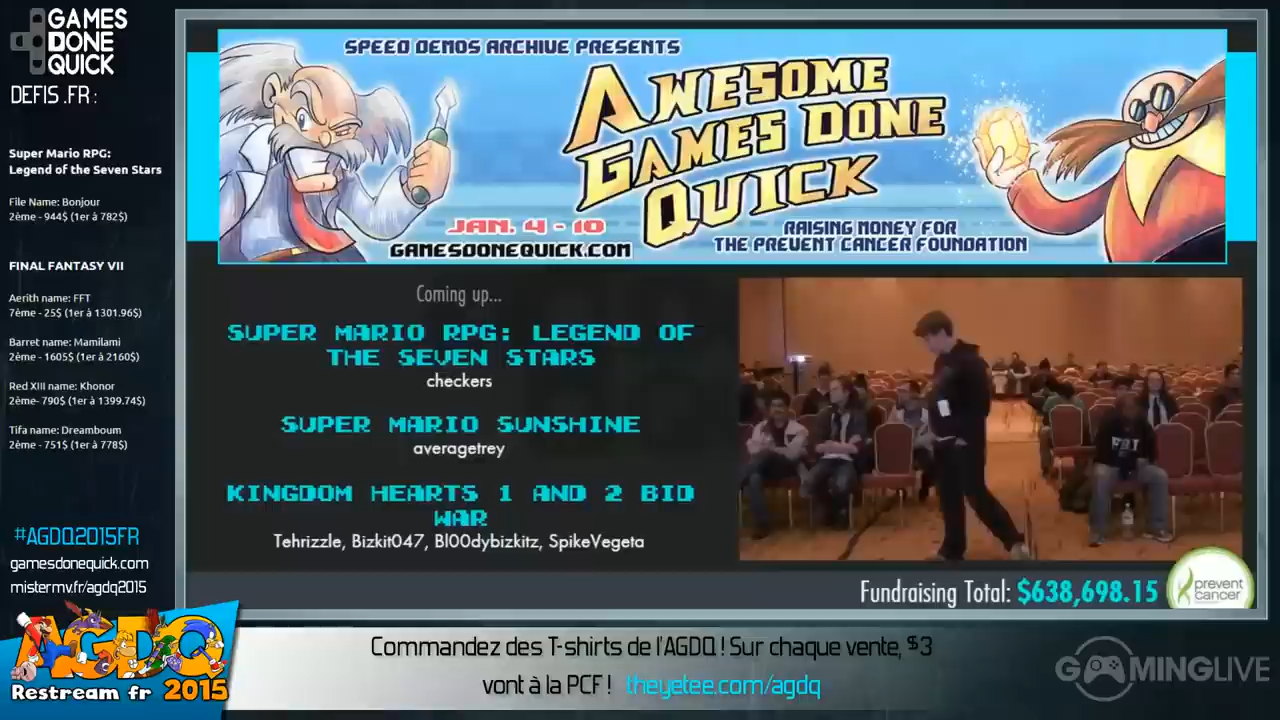 GAMES
DONE
QUICK
DEFIS .FR :
Super Mario RPG:
Legend of the Seven Stars
File Name: Bonjour
2ème - 944$ (1er à 782$)
FINAL FANTASY VII
Aerith name: FFT
7ème - 25$ (1er à 1301.96$)
Barret name: Mamilami
2ème - 1605$ (1er à 2160$)
Red XIII name: Khonor
2ème- 790$ (1er à 1399.74$)
Tifa name: Dreamboum
2ème - 751$ (1er à 778$)
#AGDQ2015FR
gamesdonequick.com
mistermv.fr/agdq2015
AGDQ
Restream fr 2015
SPEED DEMOS ARCHIVE PRESENTS
AWESOME
GAMES DONE
QUICK
JAN. 4 - 10
GAMESDONEQUICK.COM
RAISING MONEY FOR
THE PREVENT CANCER FOUNDATION
Coming up...
SUPER MARIO RPG: LEGEND OF
THE SEVEN STARS
checkers
SUPER MARIO SUNSHINE
averagetrey
KINGDOM HEARTS 1 AND 2 BID
WAR
Tehrizzle, Bizkit047, Bl00dybizkitz, SpikeVegeta
FBI
Fundraising Total: $638,698.15
prevent
cancer
Commandez des T-shirts de l'AGDQ ! Sur chaque vente, $3
vont à la PCF ! theyetee.com/agdq
GAMINGLIVE